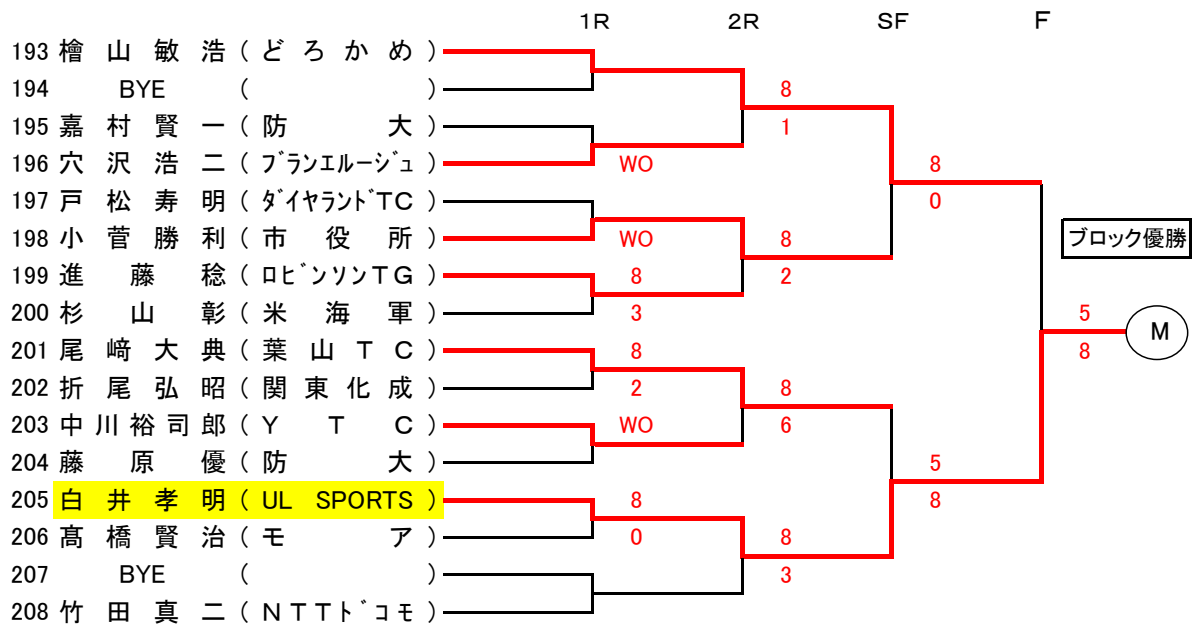 1R 2R SF F
193 檜山敏浩 ( どろかめ )
194 BYE ( ) 8
195 嘉村賢一 ( 防大 ) 1
196 穴沢浩二 ( ブランエルージュ ) WO 8
197 戸松寿明 ( ダイヤランドTC ) 0
198 小菅勝利 ( 市役所 ) WO 8 ブロック優勝
199 進藤稔 ( ロビンソンTG ) 8 2
200 杉山彰 ( 米海軍 ) 3 5 M
201 尾﨑大典 ( 葉山TC ) 8 8
202 折尾弘昭 ( 関東化成 ) 2 8
203 中川裕司郎 ( YTC ) WO 6
204 藤原優 ( 防大 ) 5
205 白井孝明 ( UL SPORTS ) 8 8
206 髙橋賢治 ( モア ) 0 8
207 BYE ( ) 3
208 竹田真二 ( NTTドコモ )